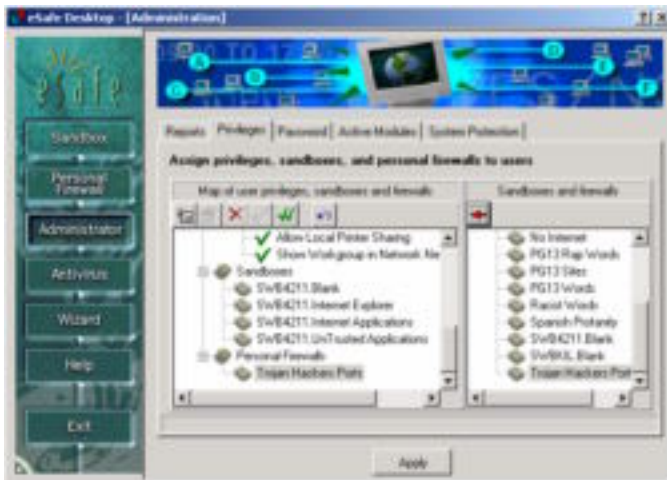 eSafe Desktop - [Administration]
eSafe
Sandbox
Personal Firewall
Administrator
Antivirus
Wizard
Help
Exit
A
B
C
D
E
F
Reports
Privileges
Password
Active Modules
System Protection
Assign privileges, sandboxes, and personal firewalls to users
Map of user privileges, sandboxes and firewalls
Allow Local Printer Sharing
Show Workgroup in Network Ne
Sandboxes
SWB4211.Blank
SWB4211.Internet Explorer
SWB4211.Internet Applications
SWB4211.UnTrusted Applications
Personal Firewalls
Trojan Hackers Ports
Sandboxes and firewalls
No Internet
PG13 Rap Words
PG13 Sites
PG13 Words
Racist Words
Spanish Profanity
SWB4211.Blank
Trojan Hackers Port
Apply